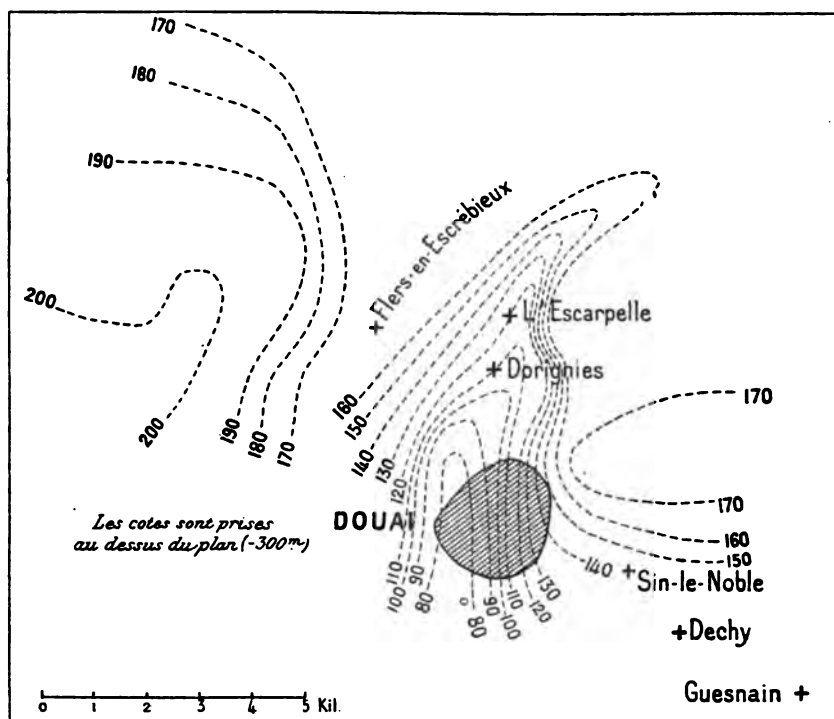 170
180
190
200
200
190
180
170
Flers-en-Escrébieux
L'Escarpelle
Dorignies
160
150
140
130
120
110
100
90
80
170
170
160
150
140
DOUAI
Les cotes sont prises
au dessus du plan (-300m)
Sin-le-Noble
Dechy
Guesnain
80
90
100
110
120
130
0 1 2 3 4 5 Kil.